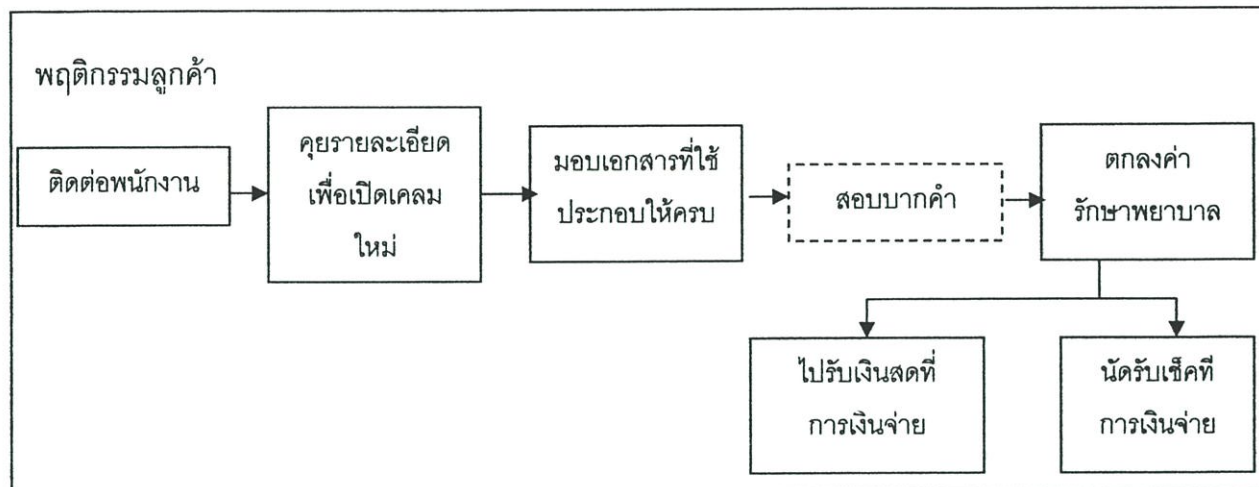 พฤติกรรมลูกค้า
ติดต่อพนักงาน
คุยรายละเอียด
เพื่อเปิดเคลม
ใหม่
มอบเอกสารที่ใช้
ประกอบให้ครบ
สอบบากคำ
ตกลงค่า
รักษาพยาบาล
ไปรับเงินสดที่
การเงินจ่าย
นัดรับเช็คที่
การเงินจ่าย